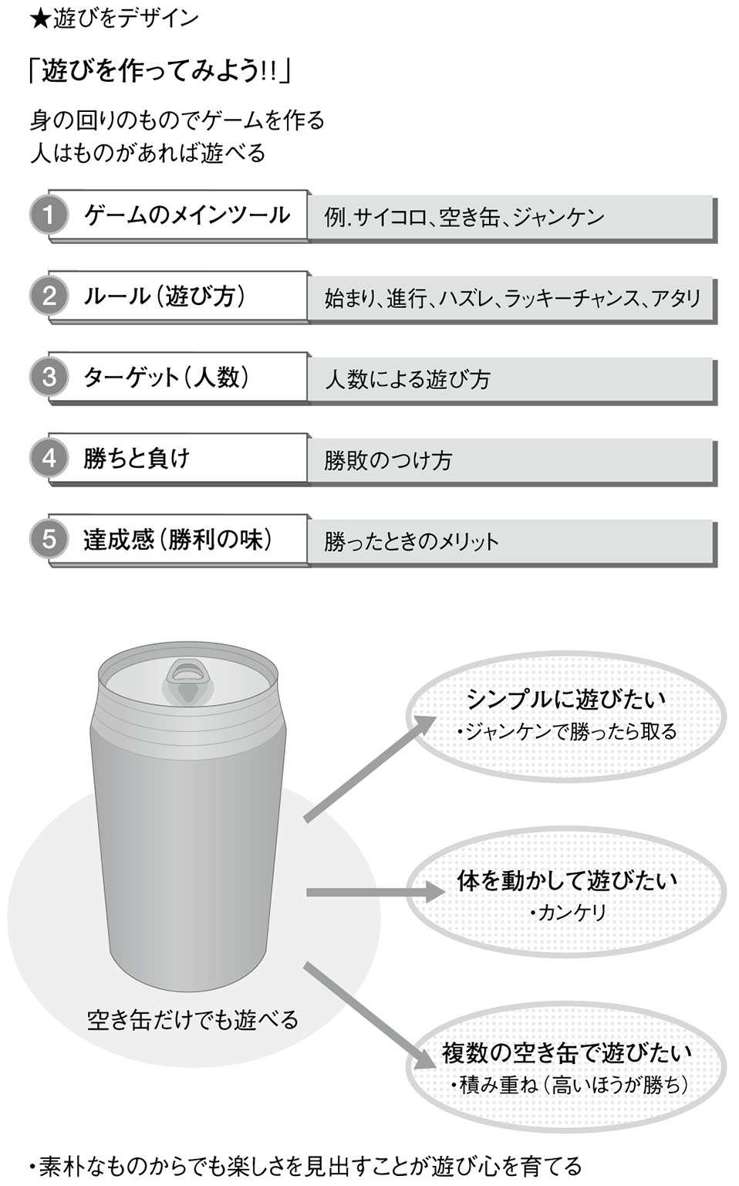 ★遊びをデザイン
「遊びを作ってみよう!!」
身の回りのものでゲームを作る
人はものがあれば遊べる
1 ゲームのメインツール 例.サイコロ、空き缶、ジャンケン
2 ルール（遊び方） 始まり、進行、ハズレ、ラッキーチャンス、アタリ
3 ターゲット（人数） 人数による遊び方
4 勝ちと負け 勝敗のつけ方
5 達成感（勝利の味） 勝ったときのメリット
シンプルに遊びたい
・ジャンケンで勝ったら取る
体を動かして遊びたい
・カンケリ
空き缶だけでも遊べる
複数の空き缶で遊びたい
・積み重ね（高いほうが勝ち）
・素朴なものからでも楽しさを見出すことが遊び心を育てる